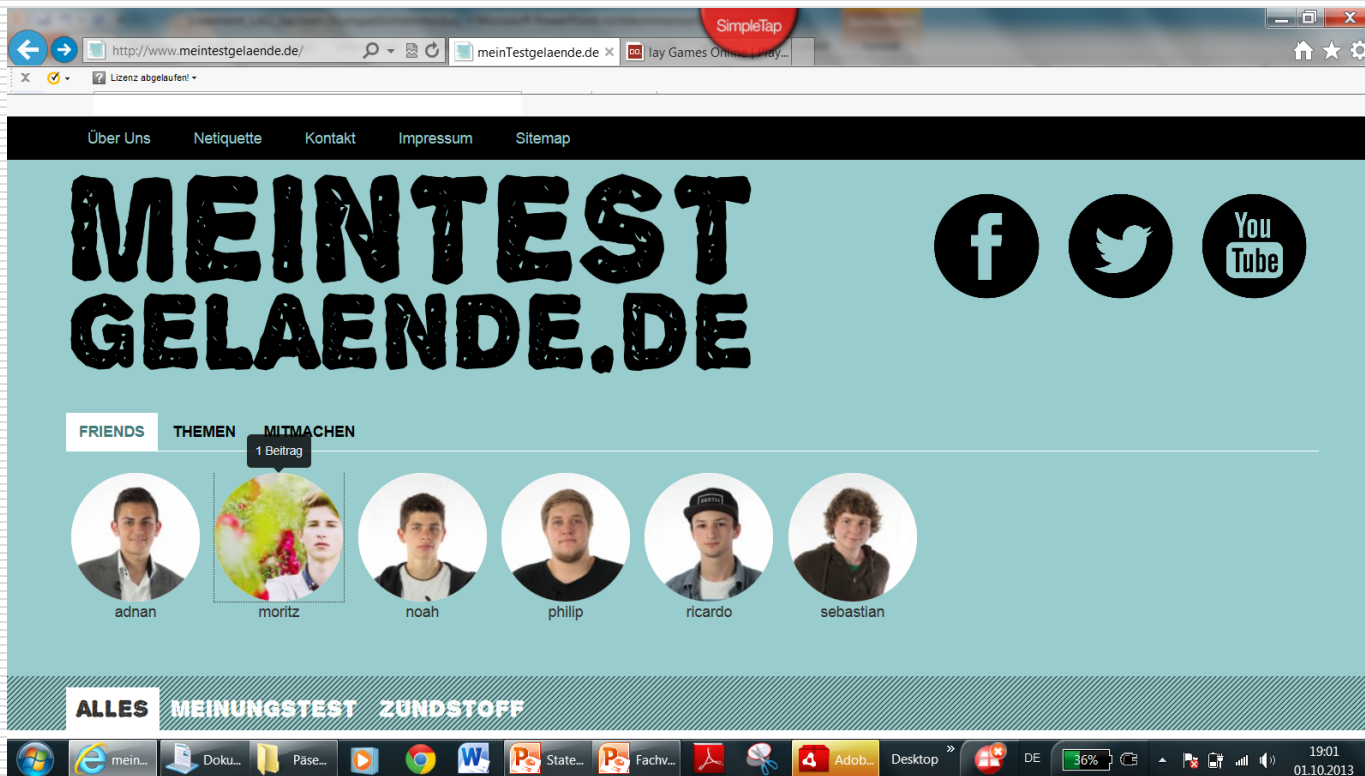 SimpleTap
http://www.meintestgelaende.de/
meinTestgelaende.de
DO. lay Games Online | Play...
X
Lizenz abgelaufen!
Über Uns Netiquette Kontakt Impressum Sitemap
MEINTEST
GELAENDE.DE
f
You
Tube
FRIENDS THEMEN MITMACHEN
1 Beitrag
adnan moritz noah philip ricardo sebastian
ALLES MEINUNGSTEST ZÜNDSTOFF
mein... Doku... Päse... State... Fachv... Adob... Desktop » DE 36% 19:01
01.10.2013